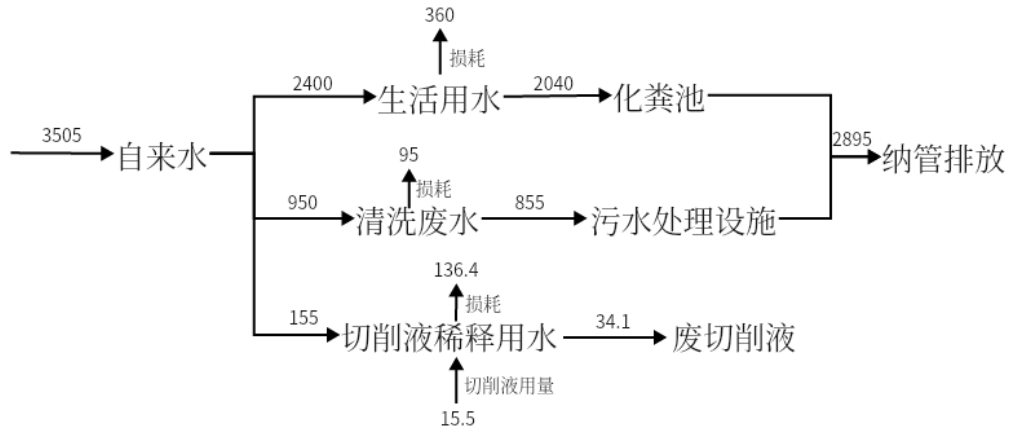 360
损耗
2400
生活用水
2040
化粪池
3505
自来水
2895
纳管排放
95
损耗
950
清洗废水
855
污水处理设施
136.4
损耗
155
切削液稀释用水
34.1
废切削液
切削液用量
15.5